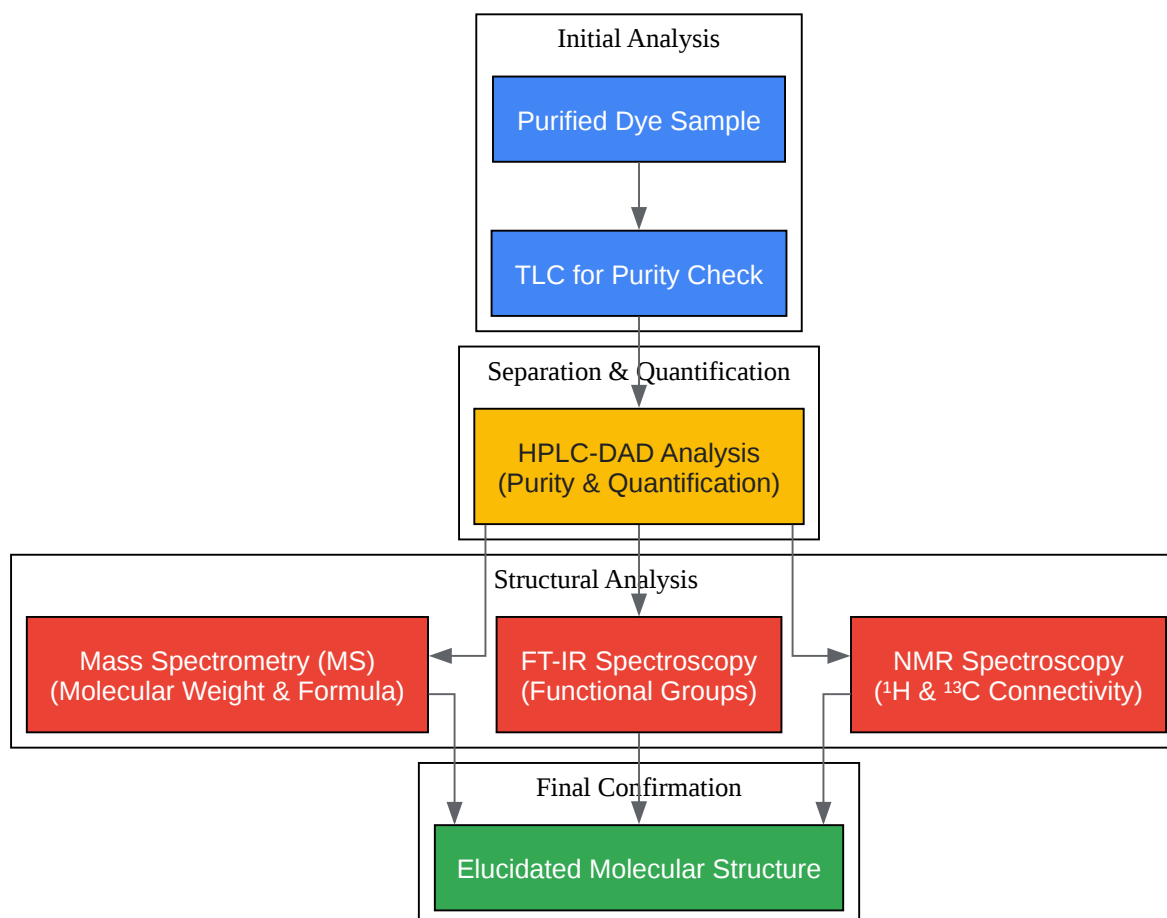 Initial Analysis
Purified Dye Sample
TLC for Purity Check
Separation & Quantification
HPLC-DAD Analysis
(Purity & Quantification)
Structural Analysis
Mass Spectrometry (MS)
(Molecular Weight & Formula)
FT-IR Spectroscopy
(Functional Groups)
NMR Spectroscopy
(¹H & ¹³C Connectivity)
Final Confirmation
Elucidated Molecular Structure